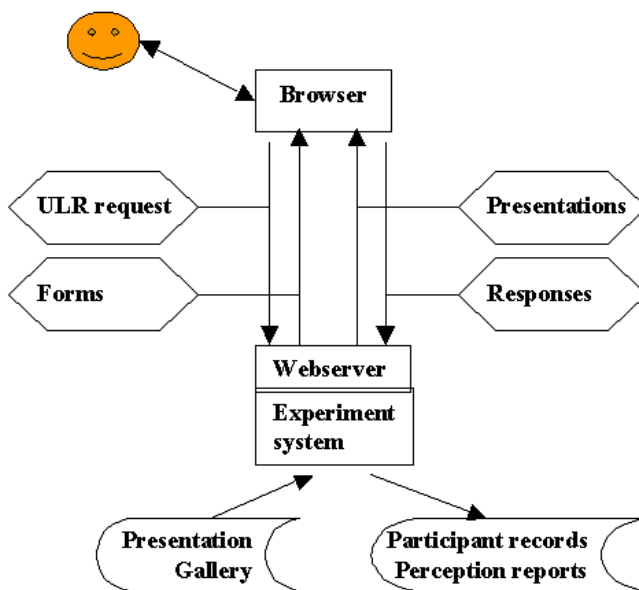 Browser
ULR request
Presentations
Forms
Responses
Webserver
Experiment
system
Presentation
Gallery
Participant records
Perception reports